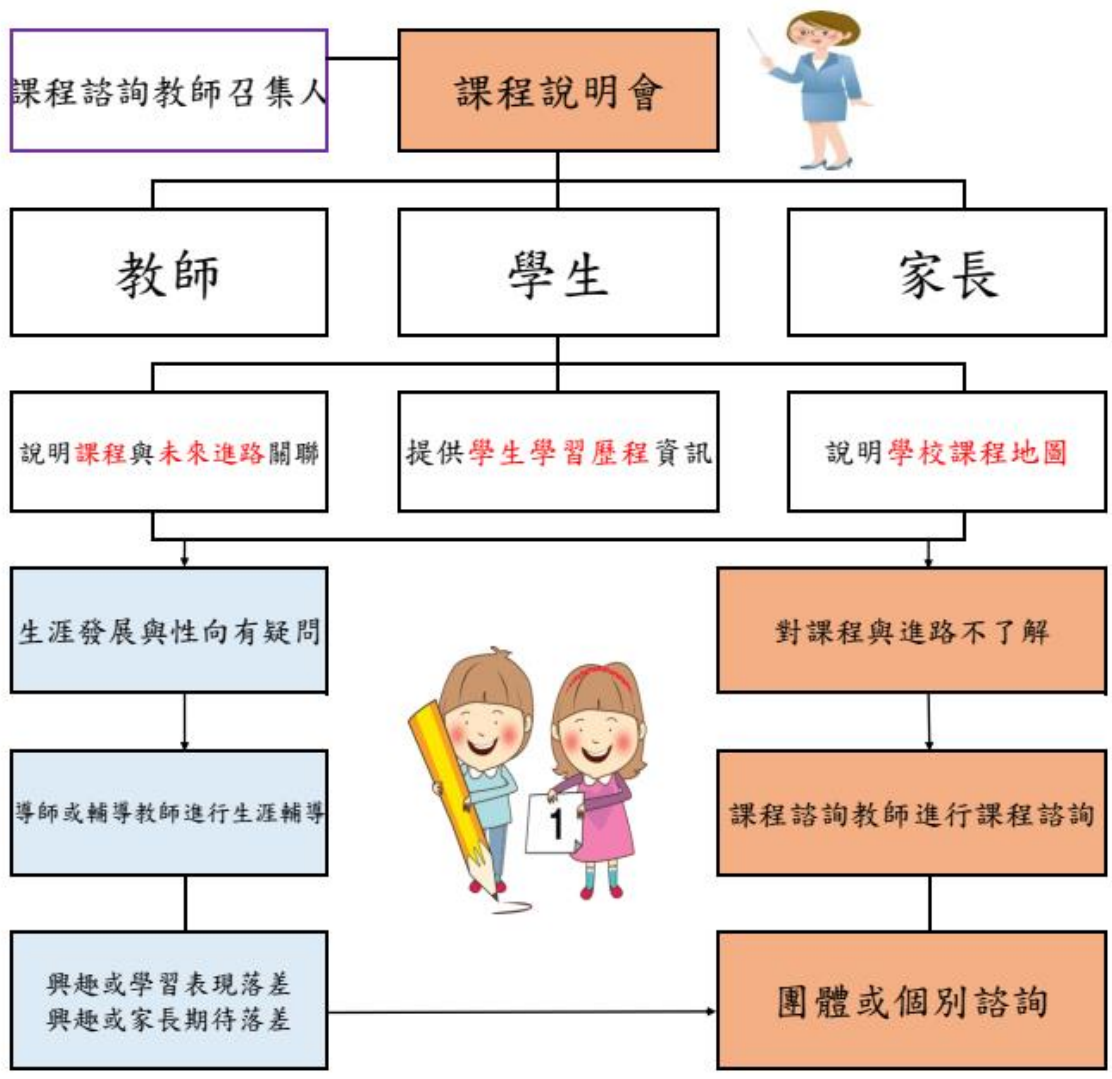 課程諮詢教師召集人
課程說明會
教師
學生
家長
說明課程與未來進路關聯
提供學生學習歷程資訊
說明學校課程地圖
生涯發展與性向有疑問
對課程與進路不了解
導師或輔導教師進行生涯輔導
1
課程諮詢教師進行課程諮詢
興趣或學習表現落差
興趣或家長期待落差
團體或個別諮詢